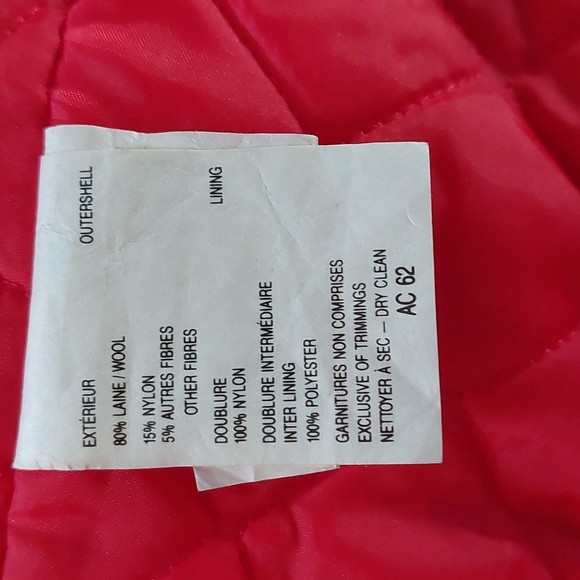 EXTÉRIEUR OUTERSHELL
80% LAINE / WOOL
15% NYLON
5% AUTRES FIBRES
OTHER FIBRES
DOUBLURE LINING
100% NYLON
DOUBLURE INTERMÉDIAIRE
INTER LINING
100% POLYESTER
GARNITURES NON COMPRISES
EXCLUSIVE OF TRIMMINGS
NETTOYER À SEC — DRY CLEAN
AC 62